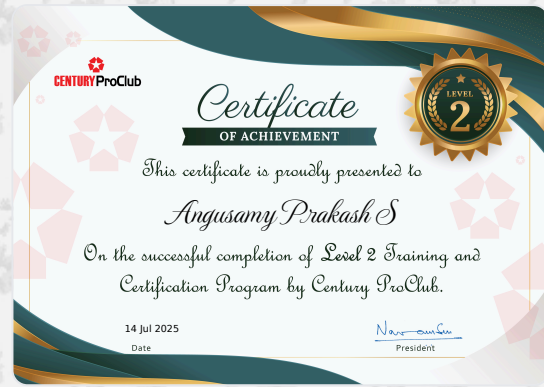 CENTURY ProClub
Certificate
OF ACHIEVEMENT
LEVEL
2
This certificate is proudly presented to
Angusamy Prakash S
On the successful completion of Level 2 Training and
Certification Program by Century ProClub.
14 Jul 2025
Date
President